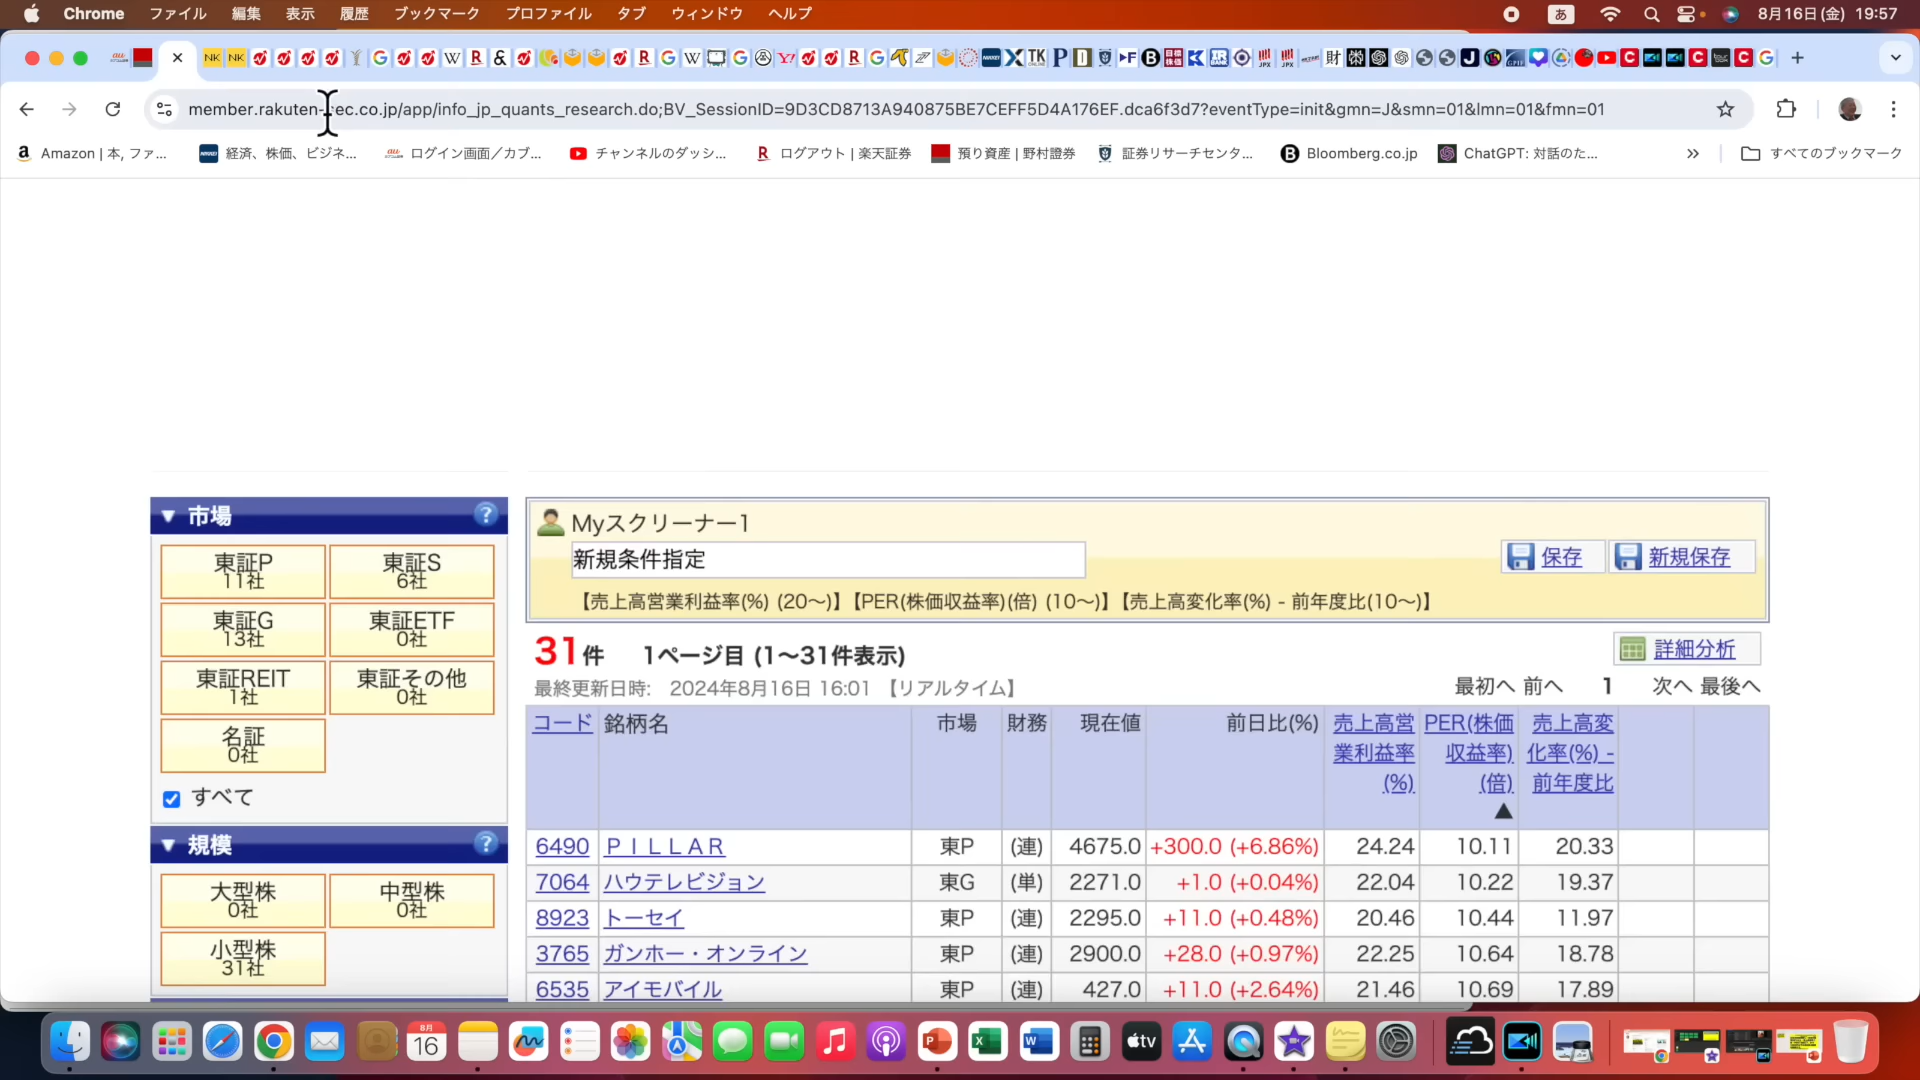 Chrome ファイル 編集 表示 履歴 ブックマーク プロファイル タブ ウィンドウ ヘルプ あ 8月16日(金) 19:57
member.rakuten-sec.co.jp/app/info_jp_quants_research.do;BV_SessionID=9D3CD8713A940875BE7CEFF5D4A176EF.dca6f3d7?eventType=init&gmn=J&smn=01&lmn=01&fmn=01
Amazon | 本, ファ... 経済、株価、ビジネ... ログイン画面／カブ... チャンネルのダッシ... ログアウト | 楽天証券 預り資産 | 野村證券 証券リサーチセンタ... Bloomberg.co.jp ChatGPT: 対話のた... すべてのブックマーク
▼ 市場 ?
東証P 東証S
11社 6社
東証G 東証ETF
13社 0社
東証REIT 東証その他
1社 0社
名証
0社
すべて
▼ 規模 ?
大型株 中型株
0社 0社
小型株
31社
Myスクリーナー1
新規条件指定
保存 新規保存
【売上高営業利益率(%) (20〜)】【PER(株価収益率)(倍) (10〜)】【売上高変化率(%) - 前年度比(10〜)】
31件 1ページ目 (1〜31件表示) 詳細分析
最終更新日時: 2024年8月16日 16:01 【リアルタイム】 最初へ 前へ 1 次へ 最後へ
コード 銘柄名 市場 財務 現在値 前日比(%) 売上高営 PER(株価 売上高変
業利益率 収益率) 化率(%) -
(%) (倍) 前年度比
▲
6490 ＰＩＬＬＡＲ 東P (連) 4675.0 +300.0 (+6.86%) 24.24 10.11 20.33
7064 ハウテレビジョン 東G (単) 2271.0 +1.0 (+0.04%) 22.04 10.22 19.37
8923 トーセイ 東P (連) 2295.0 +11.0 (+0.48%) 20.46 10.44 11.97
3765 ガンホー・オンライン 東P (連) 2900.0 +28.0 (+0.97%) 22.25 10.64 18.78
6535 アイモバイル 東P (連) 427.0 +11.0 (+2.64%) 21.46 10.69 17.89
8月
16
tv